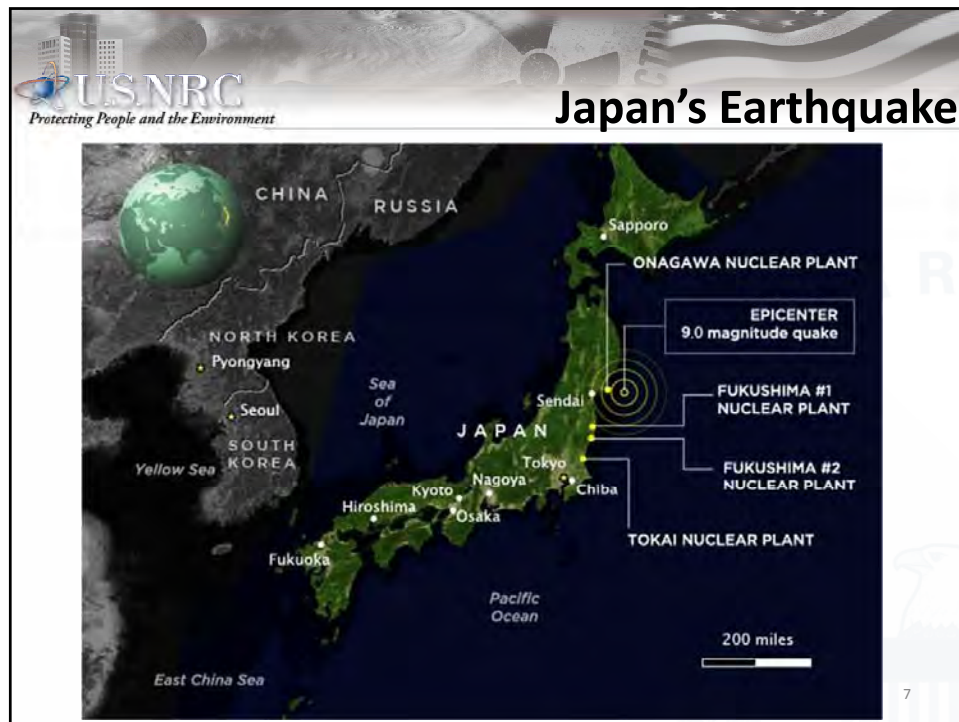 U.S.NRC
Protecting People and the Environment
Japan's Earthquake
CHINA
RUSSIA
Sapporo
ONAGAWA NUCLEAR PLANT
EPICENTER
9.0 magnitude quake
NORTH KOREA
Pyongyang
Sea
of
Japan
Sendai
FUKUSHIMA #1
NUCLEAR PLANT
Seoul
SOUTH
KOREA
JAPAN
Yellow Sea
Tokyo
FUKUSHIMA #2
NUCLEAR PLANT
Nagoya
Kyoto
Chiba
Hiroshima
Osaka
TOKAI NUCLEAR PLANT
Fukuoka
Pacific
Ocean
200 miles
East China Sea
7